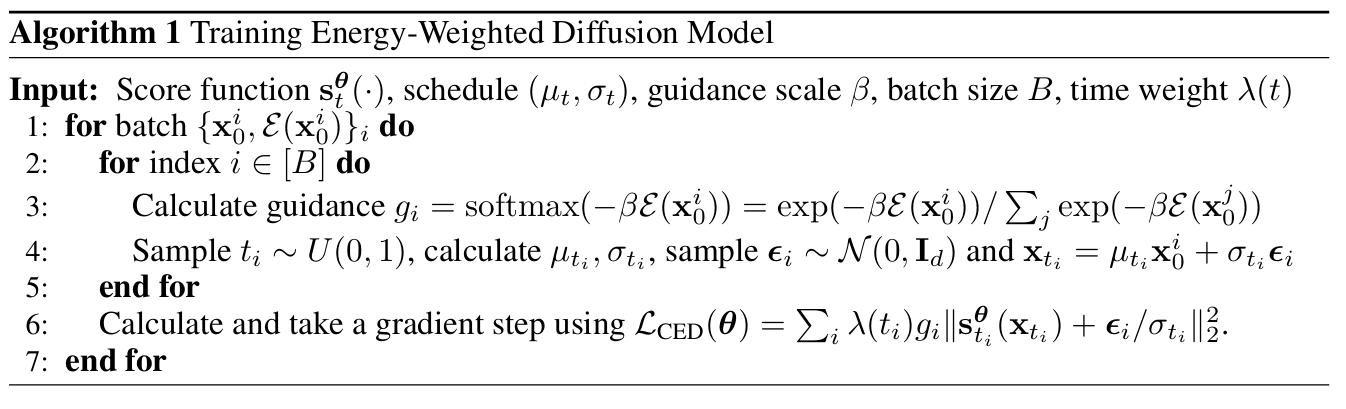 Algorithm 1 Training Energy-Weighted Diffusion Model
Input: Score function $\mathbf{s}_t^{\boldsymbol{\theta}}(\cdot)$, schedule $(\mu_t, \sigma_t)$, guidance scale $\beta$, batch size $B$, time weight $\lambda(t)$
1: for batch $\{\mathbf{x}_0^i, \mathcal{E}(\mathbf{x}_0^i)\}_i$ do
2: for index $i \in [B]$ do
3: Calculate guidance $g_i = \mathrm{softmax}(-\beta\mathcal{E}(\mathbf{x}_0^i)) = \exp(-\beta\mathcal{E}(\mathbf{x}_0^i))/\sum_j \exp(-\beta\mathcal{E}(\mathbf{x}_0^j))$
4: Sample $t_i \sim U(0, 1)$, calculate $\mu_{t_i}, \sigma_{t_i}$, sample $\boldsymbol{\epsilon}_i \sim \mathcal{N}(0, \mathbf{I}_d)$ and $\mathbf{x}_{t_i} = \mu_{t_i}\mathbf{x}_0^i + \sigma_{t_i}\boldsymbol{\epsilon}_i$
5: end for
6: Calculate and take a gradient step using $\mathcal{L}_{\mathrm{CED}}(\boldsymbol{\theta}) = \sum_i \lambda(t_i) g_i \|\mathbf{s}_{t_i}^{\boldsymbol{\theta}}(\mathbf{x}_{t_i}) + \boldsymbol{\epsilon}_i/\sigma_{t_i}\|_2^2$.
7: end for